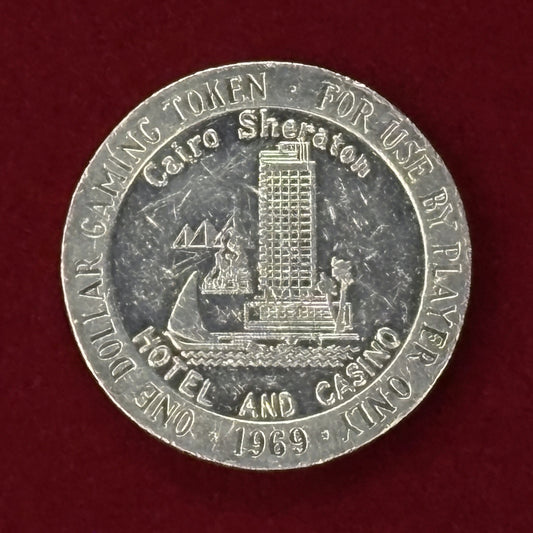 ONE DOLLAR GAMING TOKEN · FOR USE BY PLAYER ONLY ·
Cairo Sheraton
HOTEL AND CASINO
· 1969 ·